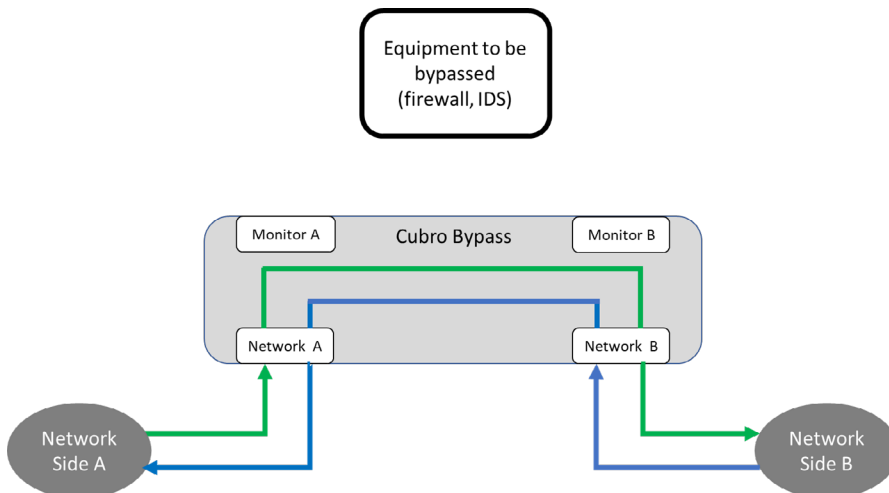 Equipment to be
bypassed
(firewall, IDS)
Monitor A
Cubro Bypass
Monitor B
Network A
Network B
Network
Side A
Network
Side B